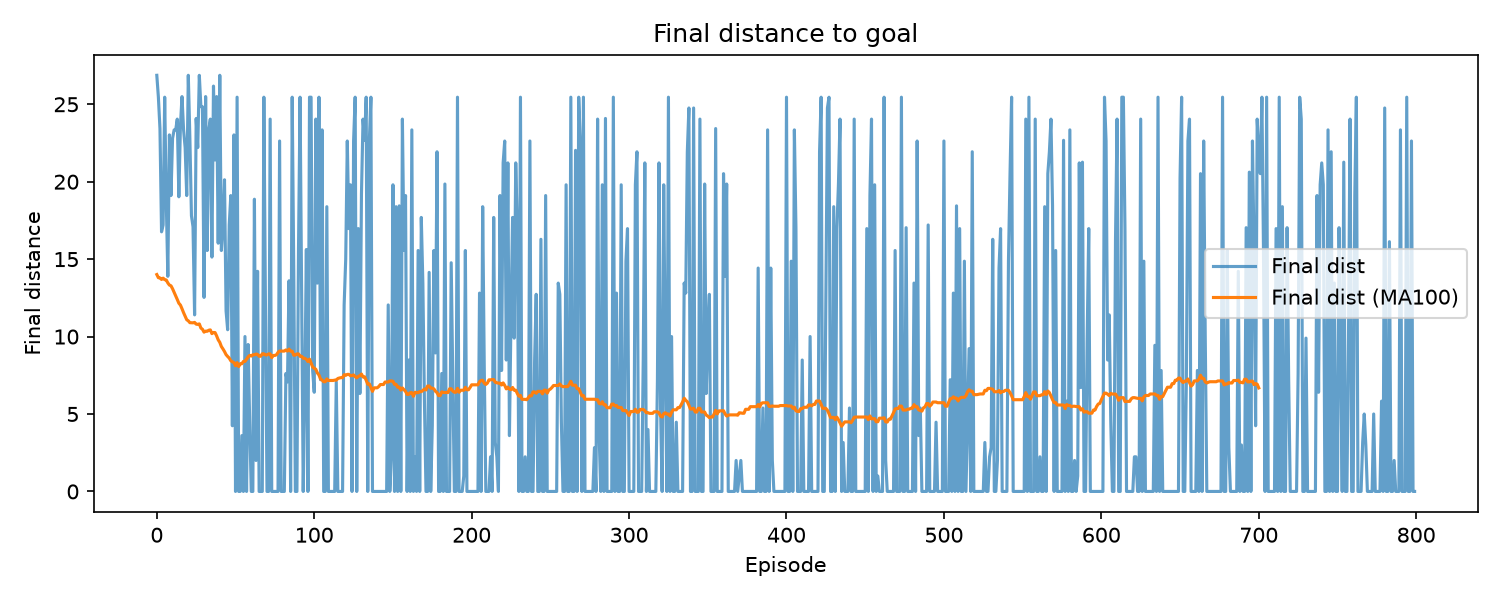 Final distance to goal
Final distance
25
20
15
10
5
0
Final dist
Final dist (MA100)
0 100 200 300 400 500 600 700 800
Episode